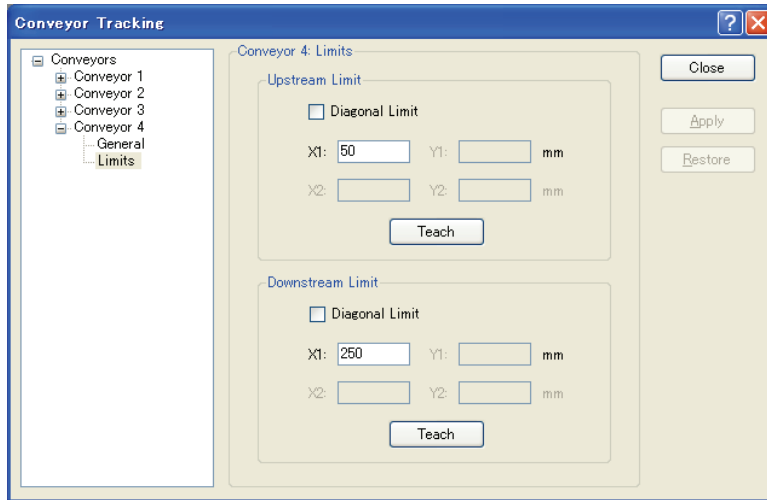 Conveyor Tracking
Conveyors
Conveyor 1
Conveyor 2
Conveyor 3
Conveyor 4
General
Limits
Conveyor 4: Limits
Upstream Limit
Diagonal Limit
X1: 50 Y1: mm
X2: Y2: mm
Teach
Downstream Limit
Diagonal Limit
X1: 250 Y1: mm
X2: Y2: mm
Teach
Close
Apply
Restore